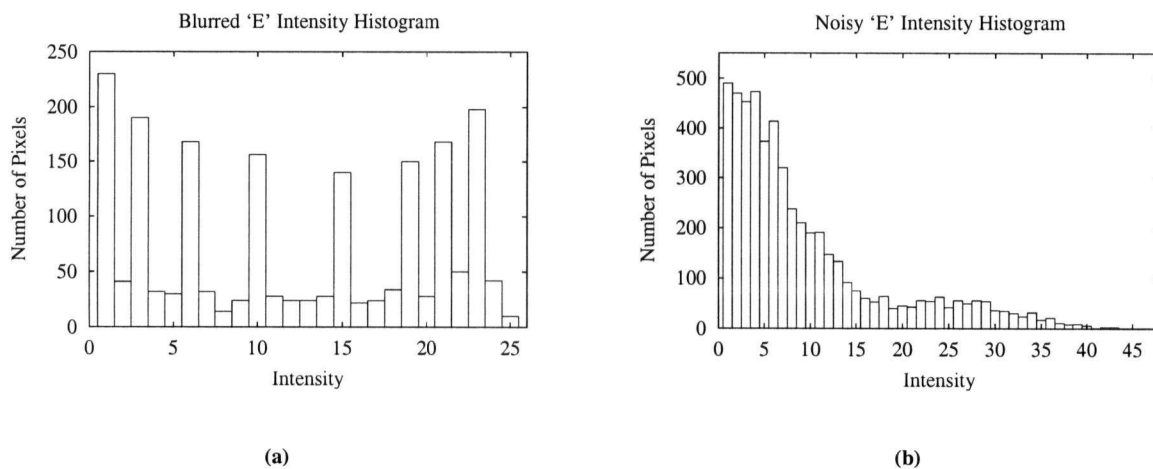 Blurred ‘E’ Intensity Histogram
Number of Pixels
250
200
150
100
50
0
0 5 10 15 20 25
Intensity
(a)
Noisy ‘E’ Intensity Histogram
Number of Pixels
500
400
300
200
100
0
0 5 10 15 20 25 30 35 40 45
Intensity
(b)